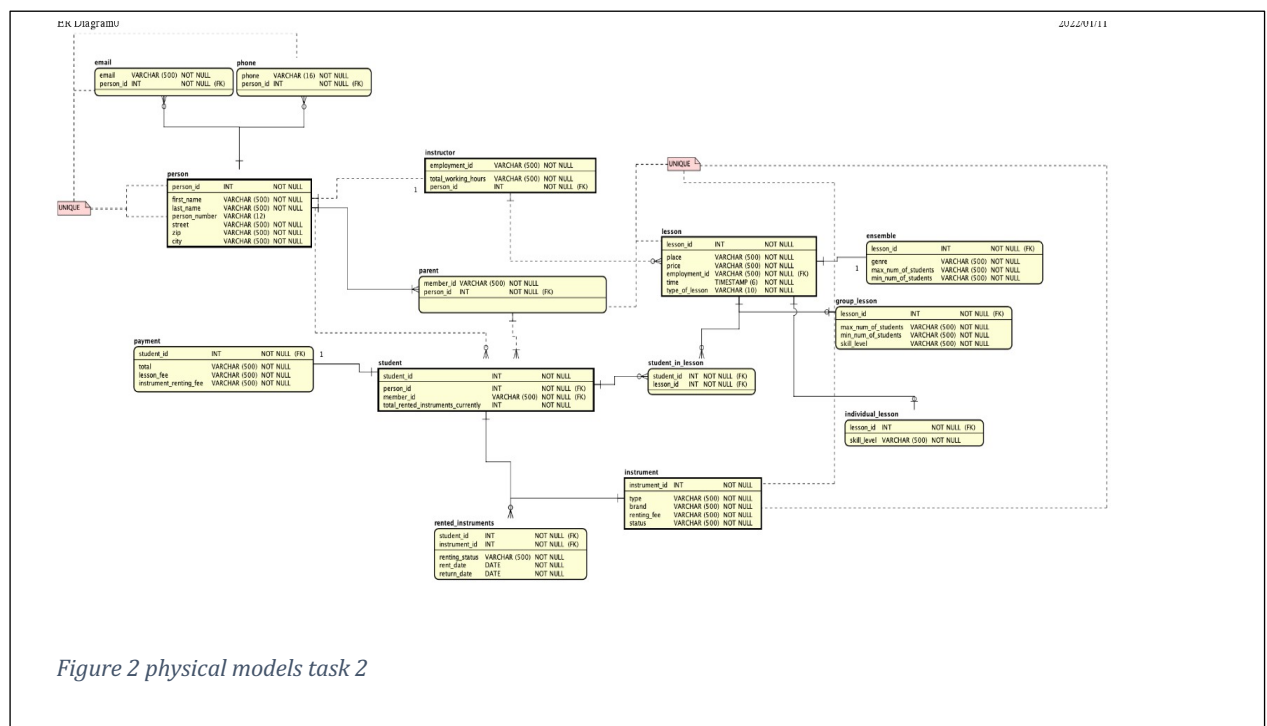 ER Diagram0 2022/01/11
email
email VARCHAR (500) NOT NULL
person_id INT NOT NULL (FK)
phone
phone VARCHAR (16) NOT NULL
person_id INT NOT NULL (FK)
instructor
employment_id VARCHAR (500) NOT NULL
total_working_hours VARCHAR (500) NOT NULL
person_id INT NOT NULL (FK)
1
UNIQUE
person
person_id INT NOT NULL
first_name VARCHAR (500) NOT NULL
last_name VARCHAR (500) NOT NULL
person_number VARCHAR (12)
street VARCHAR (500) NOT NULL
zip VARCHAR (500) NOT NULL
city VARCHAR (500) NOT NULL
UNIQUE
lesson
lesson_id INT NOT NULL
place VARCHAR (500) NOT NULL
price VARCHAR (500) NOT NULL
employment_id VARCHAR (500) NOT NULL (FK)
time TIMESTAMP (6) NOT NULL
type_of_lesson VARCHAR (10) NOT NULL
ensemble
lesson_id INT NOT NULL (FK)
genre VARCHAR (500) NOT NULL
max_num_of_students VARCHAR (500) NOT NULL
min_num_of_students VARCHAR (500) NOT NULL
1
parent
member_id VARCHAR (500) NOT NULL
person_id INT NOT NULL (FK)
group_lesson
lesson_id INT NOT NULL (FK)
max_num_of_students VARCHAR (500) NOT NULL
min_num_of_students VARCHAR (500) NOT NULL
skill_level VARCHAR (500) NOT NULL
payment
student_id INT NOT NULL (FK)
total VARCHAR (500) NOT NULL
lesson_fee VARCHAR (500) NOT NULL
instrument_renting_fee VARCHAR (500) NOT NULL
1
student
student_id INT NOT NULL
person_id INT NOT NULL (FK)
member_id VARCHAR (500) NOT NULL (FK)
total_rented_instruments_currently INT NOT NULL
student_in_lesson
student_id INT NOT NULL (FK)
lesson_id INT NOT NULL (FK)
individual_lesson
lesson_id INT NOT NULL (FK)
skill_level VARCHAR (500) NOT NULL
instrument
instrument_id INT NOT NULL
type VARCHAR (500) NOT NULL
brand VARCHAR (500) NOT NULL
renting_fee VARCHAR (500) NOT NULL
status VARCHAR (500) NOT NULL
rented_instruments
student_id INT NOT NULL (FK)
instrument_id INT NOT NULL (FK)
renting_status VARCHAR (500) NOT NULL
rent_date DATE NOT NULL
return_date DATE NOT NULL
Figure 2 physical models task 2